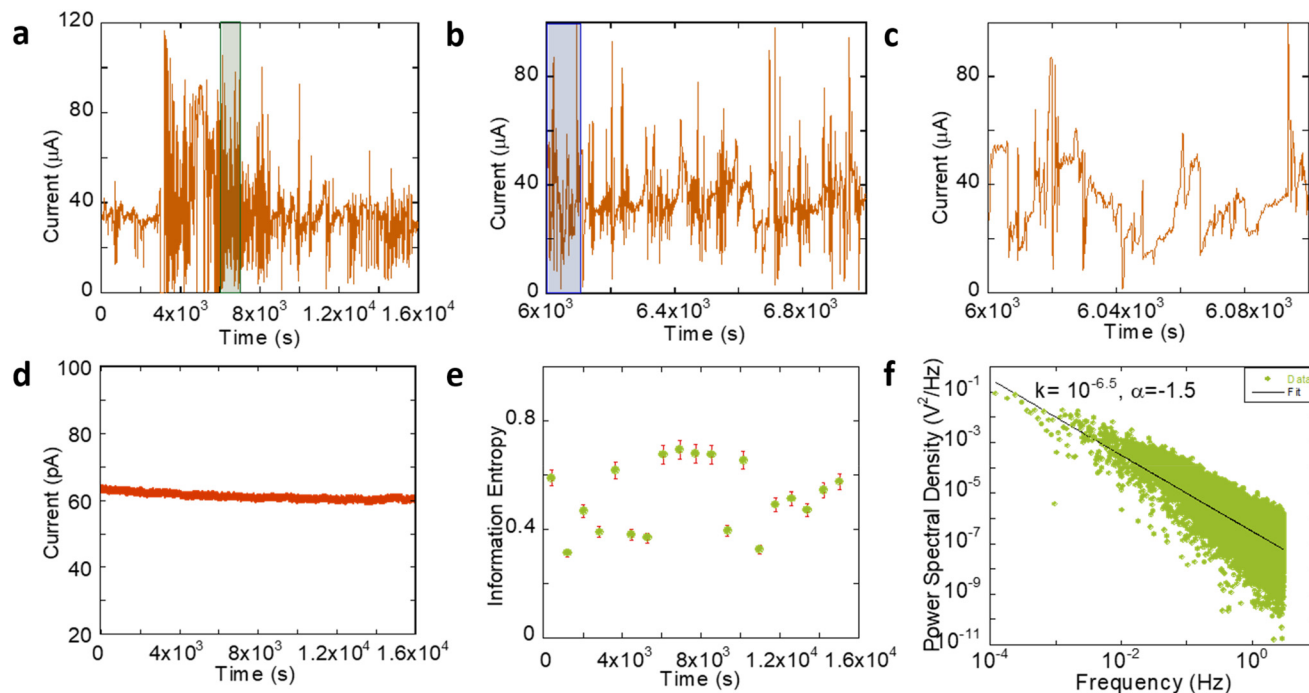 a
120
80
40
0
Current (μA)
0 4x10³ 8x10³ 1.2x10⁴ 1.6x10⁴
Time (s)
b
80
40
0
Current (μA)
6x10³ 6.4x10³ 6.8x10³
Time (s)
c
80
40
0
Current (μA)
6x10³ 6.04x10³ 6.08x10³
Time (s)
d
100
80
60
40
20
Current (pA)
0 4x10³ 8x10³ 1.2x10⁴ 1.6x10⁴
Time (s)
e
0.8
0.4
0
Information Entropy
0 4x10³ 8x10³ 1.2x10⁴ 1.6x10⁴
Time (s)
f
k= 10⁻⁶·⁵, α=-1.5
Data
Fit
10⁻¹
10⁻³
10⁻⁵
10⁻⁷
10⁻⁹
10⁻¹¹
Power Spectral Density (V²/Hz)
10⁻⁴ 10⁻² 10⁰
Frequency (Hz)